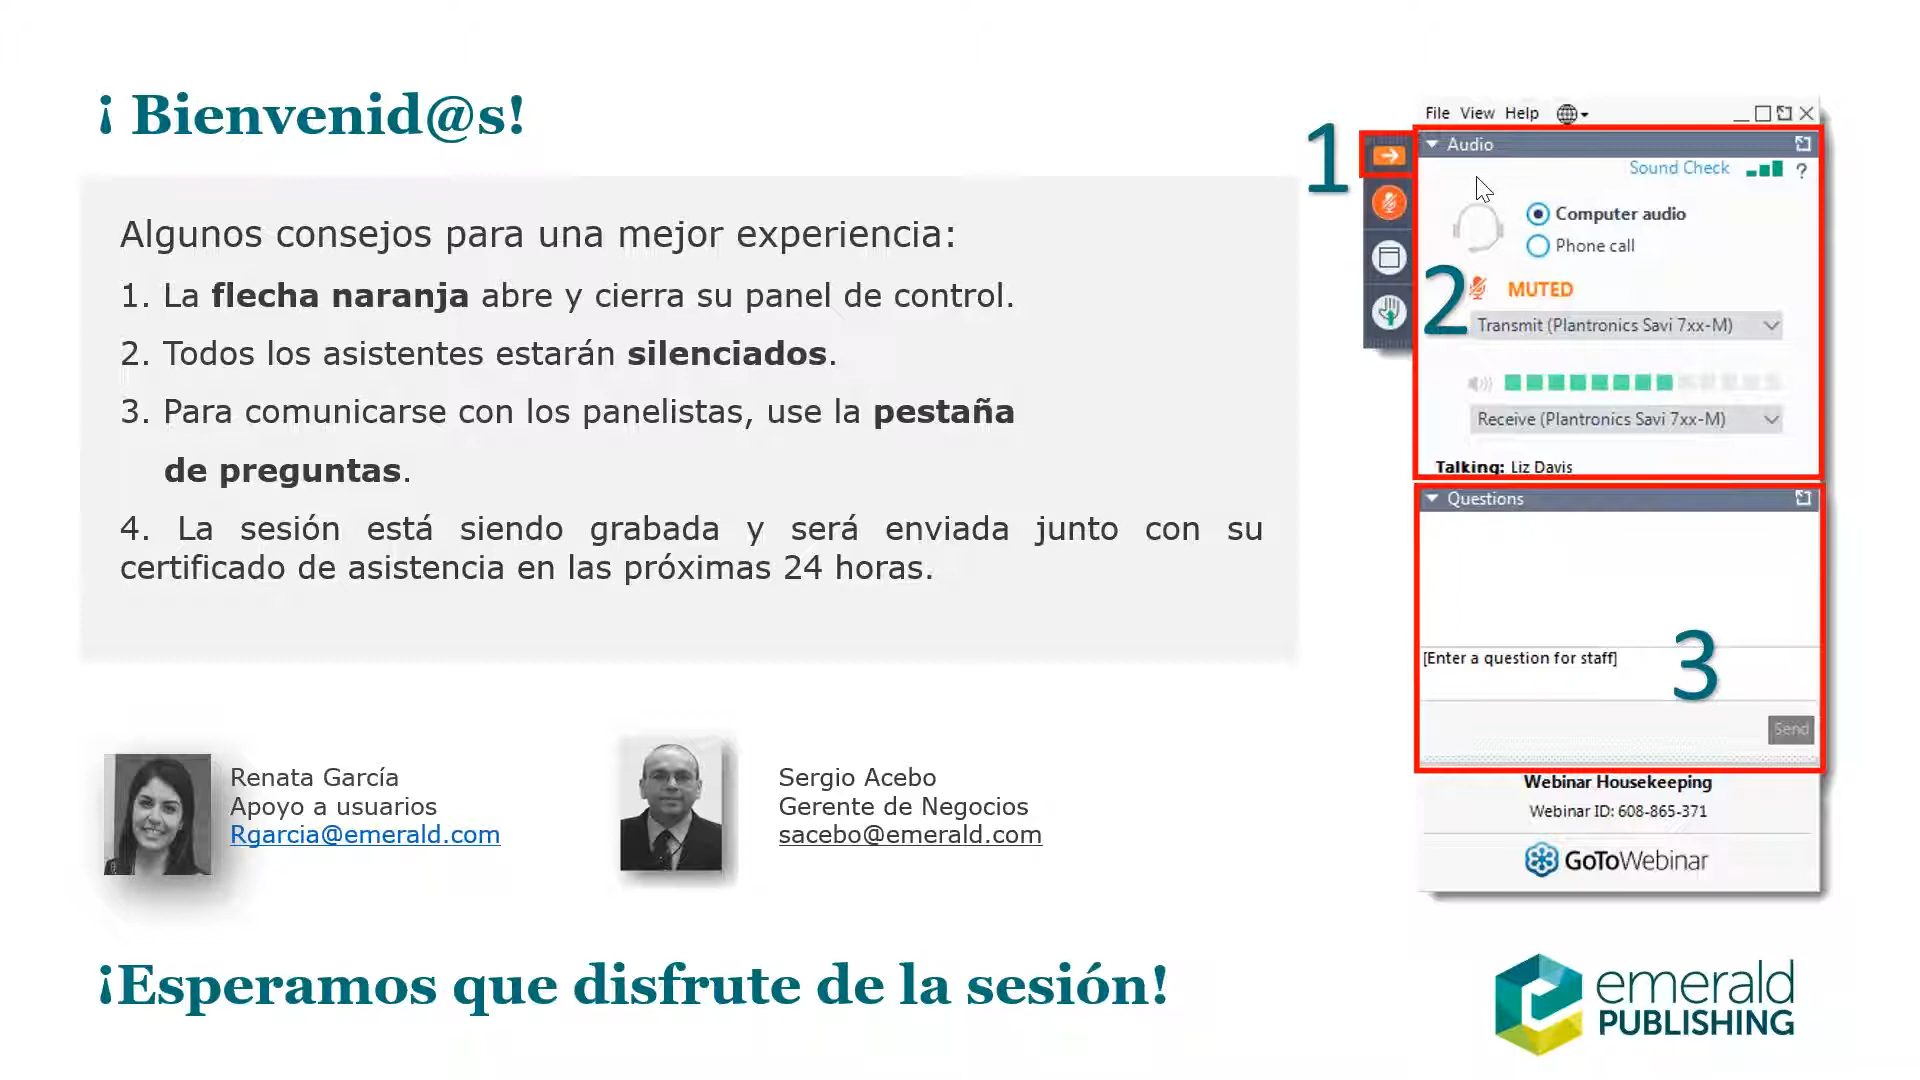 ¡ Bienvenid@s!
Algunos consejos para una mejor experiencia:
1. La flecha naranja abre y cierra su panel de control.
2. Todos los asistentes estarán silenciados.
3. Para comunicarse con los panelistas, use la pestaña
de preguntas.
4. La sesión está siendo grabada y será enviada junto con su
certificado de asistencia en las próximas 24 horas.
Renata García
Apoyo a usuarios
Rgarcia@emerald.com
Sergio Acebo
Gerente de Negocios
sacebo@emerald.com
¡Esperamos que disfrute de la sesión!
File View Help
1
Audio
Sound Check ?
Computer audio
Phone call
2
MUTED
Transmit (Plantronics Savi 7xx-M)
Receive (Plantronics Savi 7xx-M)
Talking: Liz Davis
Questions
[Enter a question for staff]
3
Send
Webinar Housekeeping
Webinar ID: 608-865-371
GoToWebinar
emerald
PUBLISHING